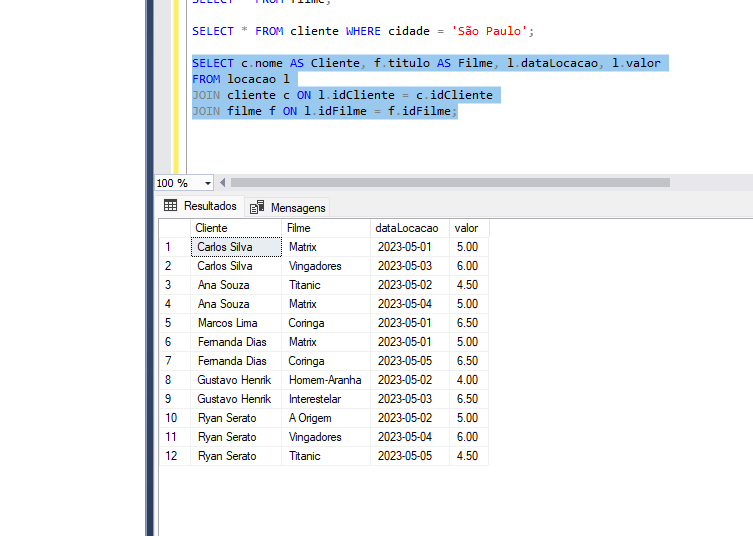 SELECT * FROM filme;
SELECT * FROM cliente WHERE cidade = 'São Paulo';
SELECT c.nome AS Cliente, f.titulo AS Filme, l.dataLocacao, l.valor
FROM locacao l
JOIN cliente c ON l.idCliente = c.idCliente
JOIN filme f ON l.idFilme = f.idFilme;
100 %
Resultados Mensagens
Cliente Filme dataLocacao valor
1 Carlos Silva Matrix 2023-05-01 5.00
2 Carlos Silva Vingadores 2023-05-03 6.00
3 Ana Souza Titanic 2023-05-02 4.50
4 Ana Souza Matrix 2023-05-04 5.00
5 Marcos Lima Coringa 2023-05-01 6.50
6 Fernanda Dias Matrix 2023-05-01 5.00
7 Fernanda Dias Coringa 2023-05-05 6.50
8 Gustavo Henrik Homem-Aranha 2023-05-02 4.00
9 Gustavo Henrik Interestelar 2023-05-03 6.50
10 Ryan Serato A Origem 2023-05-02 5.00
11 Ryan Serato Vingadores 2023-05-04 6.00
12 Ryan Serato Titanic 2023-05-05 4.50